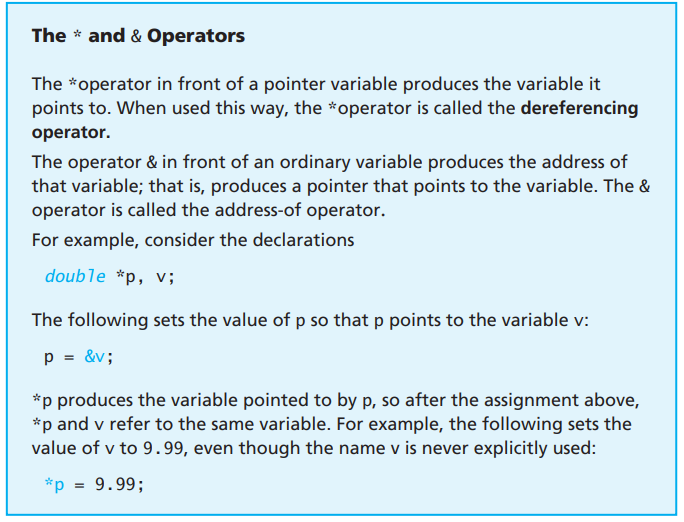 The * and & Operators
The *operator in front of a pointer variable produces the variable it
points to. When used this way, the *operator is called the dereferencing
operator.
The operator & in front of an ordinary variable produces the address of
that variable; that is, produces a pointer that points to the variable. The &
operator is called the address-of operator.
For example, consider the declarations
double *p, v;
The following sets the value of p so that p points to the variable v:
p = &v;
*p produces the variable pointed to by p, so after the assignment above,
*p and v refer to the same variable. For example, the following sets the
value of v to 9.99, even though the name v is never explicitly used:
*p = 9.99;